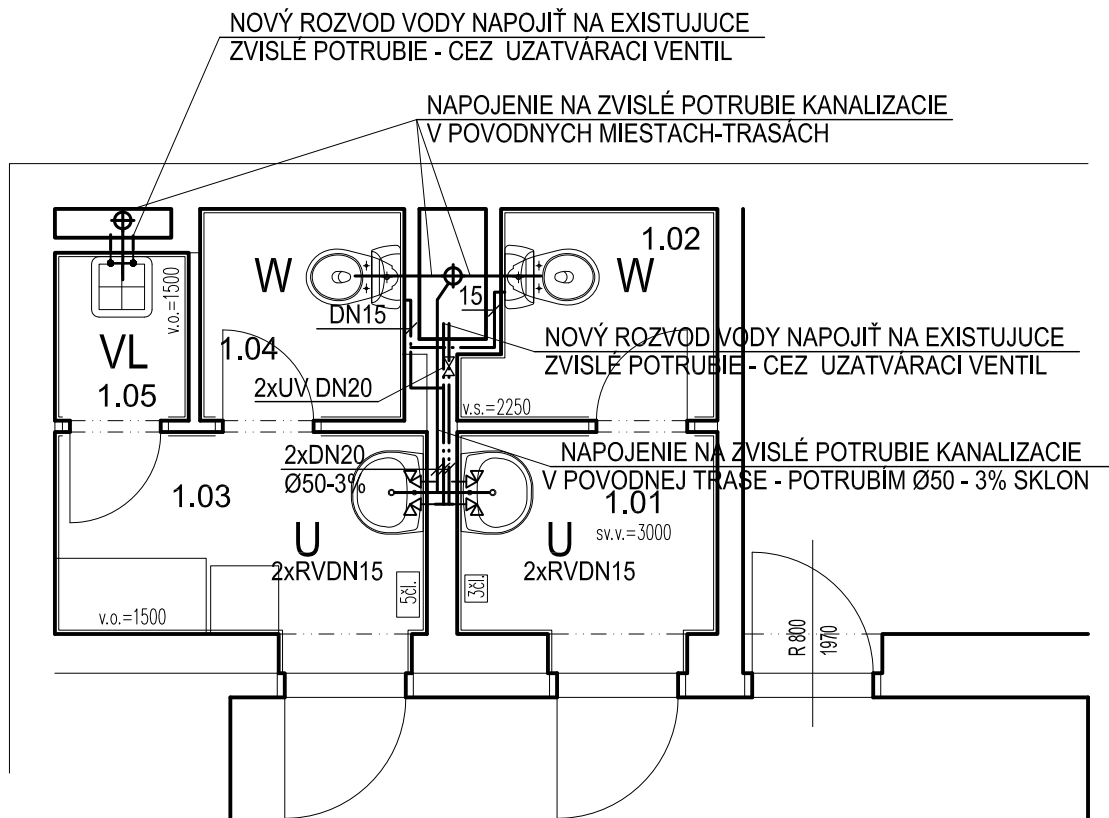 NOVÝ ROZVOD VODY NAPOJIŤ NA EXISTUJUCE
ZVISLÉ POTRUBIE - CEZ UZATVÁRACI VENTIL
NAPOJENIE NA ZVISLÉ POTRUBIE KANALIZACIE
V POVODNYCH MIESTACH-TRASÁCH
1.02
W
W
v.o.=1500
15
DN15
NOVÝ ROZVOD VODY NAPOJIŤ NA EXISTUJUCE
ZVISLÉ POTRUBIE - CEZ UZATVÁRACI VENTIL
VL
1.04
1.05
2xUV DN20
v.s.=2250
NAPOJENIE NA ZVISLÉ POTRUBIE KANALIZACIE
V POVODNEJ TRASE - POTRUBÍM Ø50 - 3% SKLON
2xDN20
Ø50-3%
1.03
1.01
sv.v.=3000
U
U
2xRVDN15
2xRVDN15
5čl.
3čl.
v.o.=1500
R 800
1970